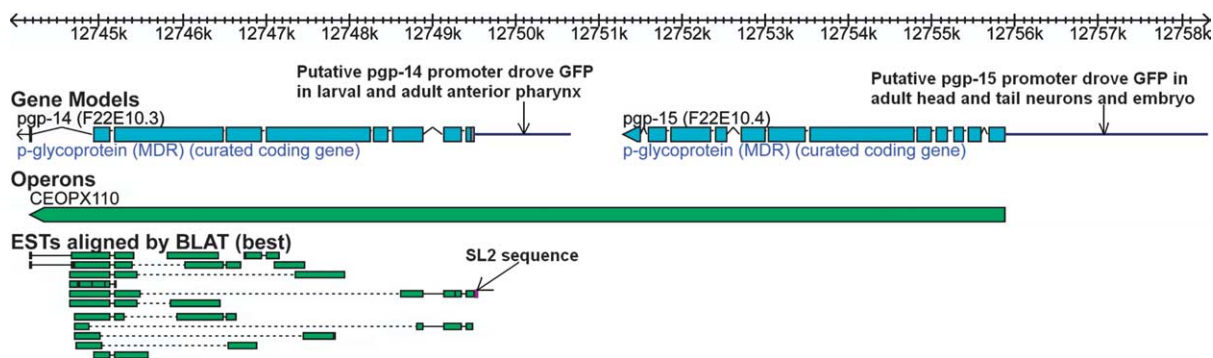 12745k 12746k 12747k 12748k 12749k 12750k 12751k 12752k 12753k 12754k 12755k 12756k 12757k 12758k
Putative pgp-14 promoter drove GFP
in larval and adult anterior pharynx
Putative pgp-15 promoter drove GFP in
adult head and tail neurons and embryo
Gene Models
pgp-14 (F22E10.3)
p-glycoprotein (MDR) (curated coding gene)
pgp-15 (F22E10.4)
p-glycoprotein (MDR) (curated coding gene)
Operons
CEOPX110
ESTs aligned by BLAT (best)
SL2 sequence